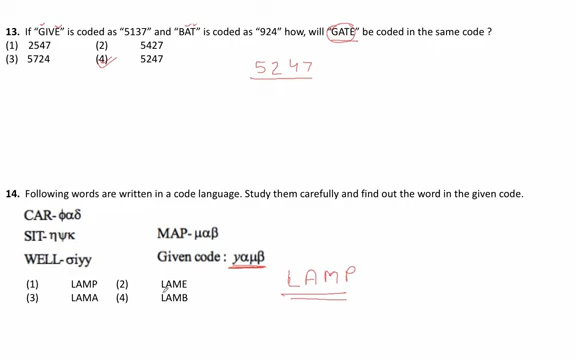 13. If "GIVE" is coded as "5137" and "BAT" is coded as "924" how, will "GATE" be coded in the same code ?
(1) 2547 (2) 5427
(3) 5724 (4) 5247
5247
14. Following words are written in a code language. Study them carefully and find out the word in the given code.
CAR- φαδ
SIT- ηψκ MAP- μαβ
WELL- σiyy Given code : yαμβ
LAMP
(1) LAMP (2) LAME
(3) LAMA (4) LAMB